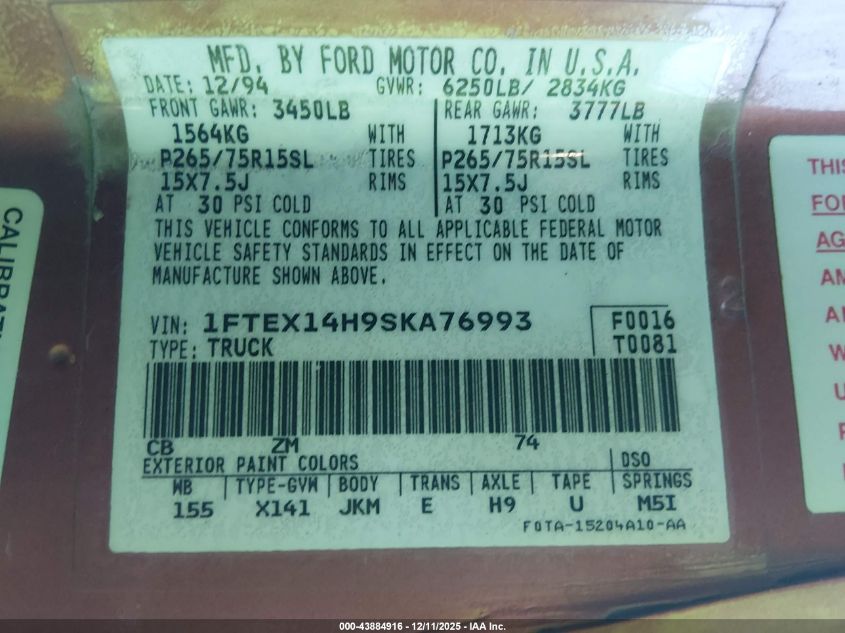 MFD. BY FORD MOTOR CO. IN U.S.A.
DATE: 12/94 GVWR: 6250LB/ 2834KG
FRONT GAWR: 3450LB REAR GAWR: 3777LB
1564KG WITH 1713KG WITH
P265/75R15SL TIRES P265/75R15SL TIRES
15X7.5J RIMS 15X7.5J RIMS
AT 30 PSI COLD AT 30 PSI COLD
THIS VEHICLE CONFORMS TO ALL APPLICABLE FEDERAL MOTOR
VEHICLE SAFETY STANDARDS IN EFFECT ON THE DATE OF
MANUFACTURE SHOWN ABOVE.
VIN: 1FTEX14H9SKA76993 F0016
TYPE: TRUCK T0081
CB ZM 74
EXTERIOR PAINT COLORS DSO
WB TYPE-GVW BODY TRANS AXLE TAPE SPRINGS
155 X141 JKM E H9 U M5I
F0TA-15204A10-AA
THIS
AM
000-43884916 - 12/11/2025 - IAA Inc.